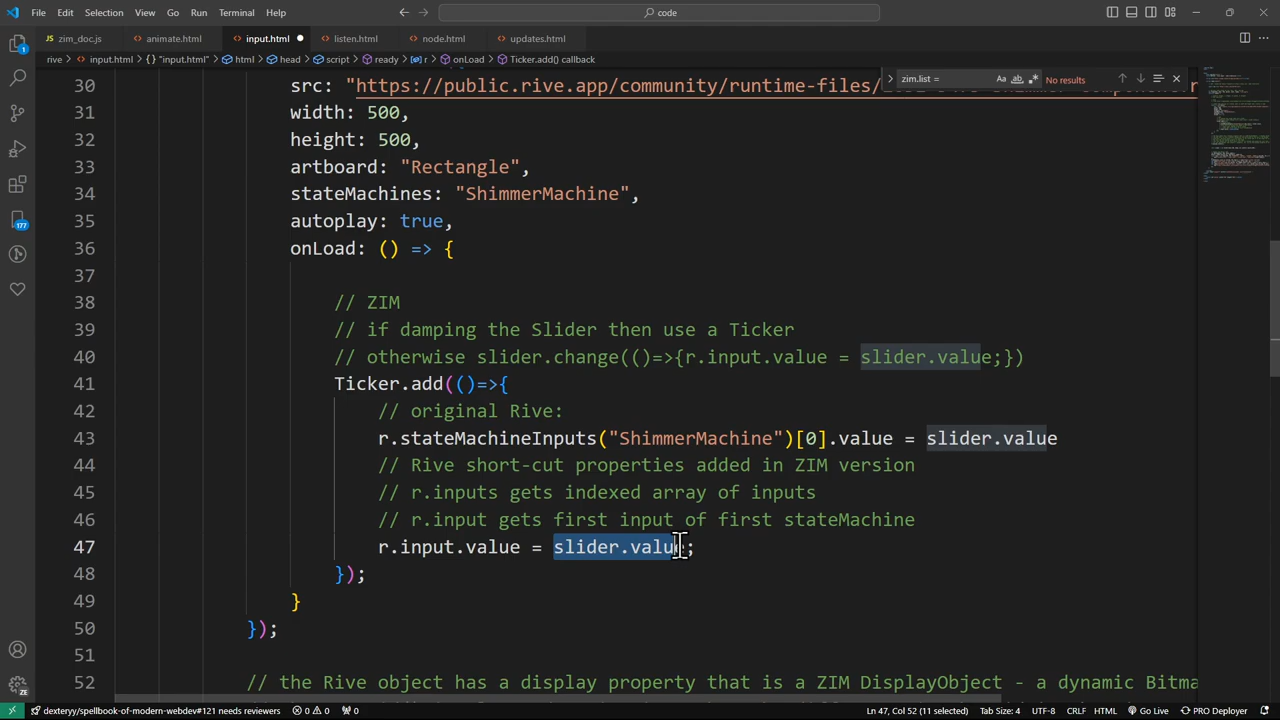 File Edit Selection View Go Run Terminal Help
code
zim_doc.js animate.html input.html listen.html node.html updates.html
rive > input.html > "input.html" > html > head > script > ready > r > onLoad > Ticker.add() callback
zim.list = Aa ab .* No results
30 src: "https://public.rive.app/community/runtime-files/
31 width: 500,
32 height: 500,
33 artboard: "Rectangle",
34 stateMachines: "ShimmerMachine",
35 autoplay: true,
36 onLoad: () => {
37
38 // ZIM
39 // if damping the Slider then use a Ticker
40 // otherwise slider.change(()=>{r.input.value = slider.value;})
41 Ticker.add(()=>{
42 // original Rive:
43 r.stateMachineInputs("ShimmerMachine")[0].value = slider.value
44 // Rive short-cut properties added in ZIM version
45 // r.inputs gets indexed array of inputs
46 // r.input gets first input of first stateMachine
47 r.input.value = slider.value;
48 });
49 }
50 });
51
52 // the Rive object has a display property that is a ZIM DisplayObject - a dynamic Bitma
1
177
ZE
dexteryy/spellbook-of-modern-webdev#121 needs reviewers 0 0 0 Ln 47, Col 52 (11 selected) Tab Size: 4 UTF-8 CRLF HTML Go Live PRO Deployer